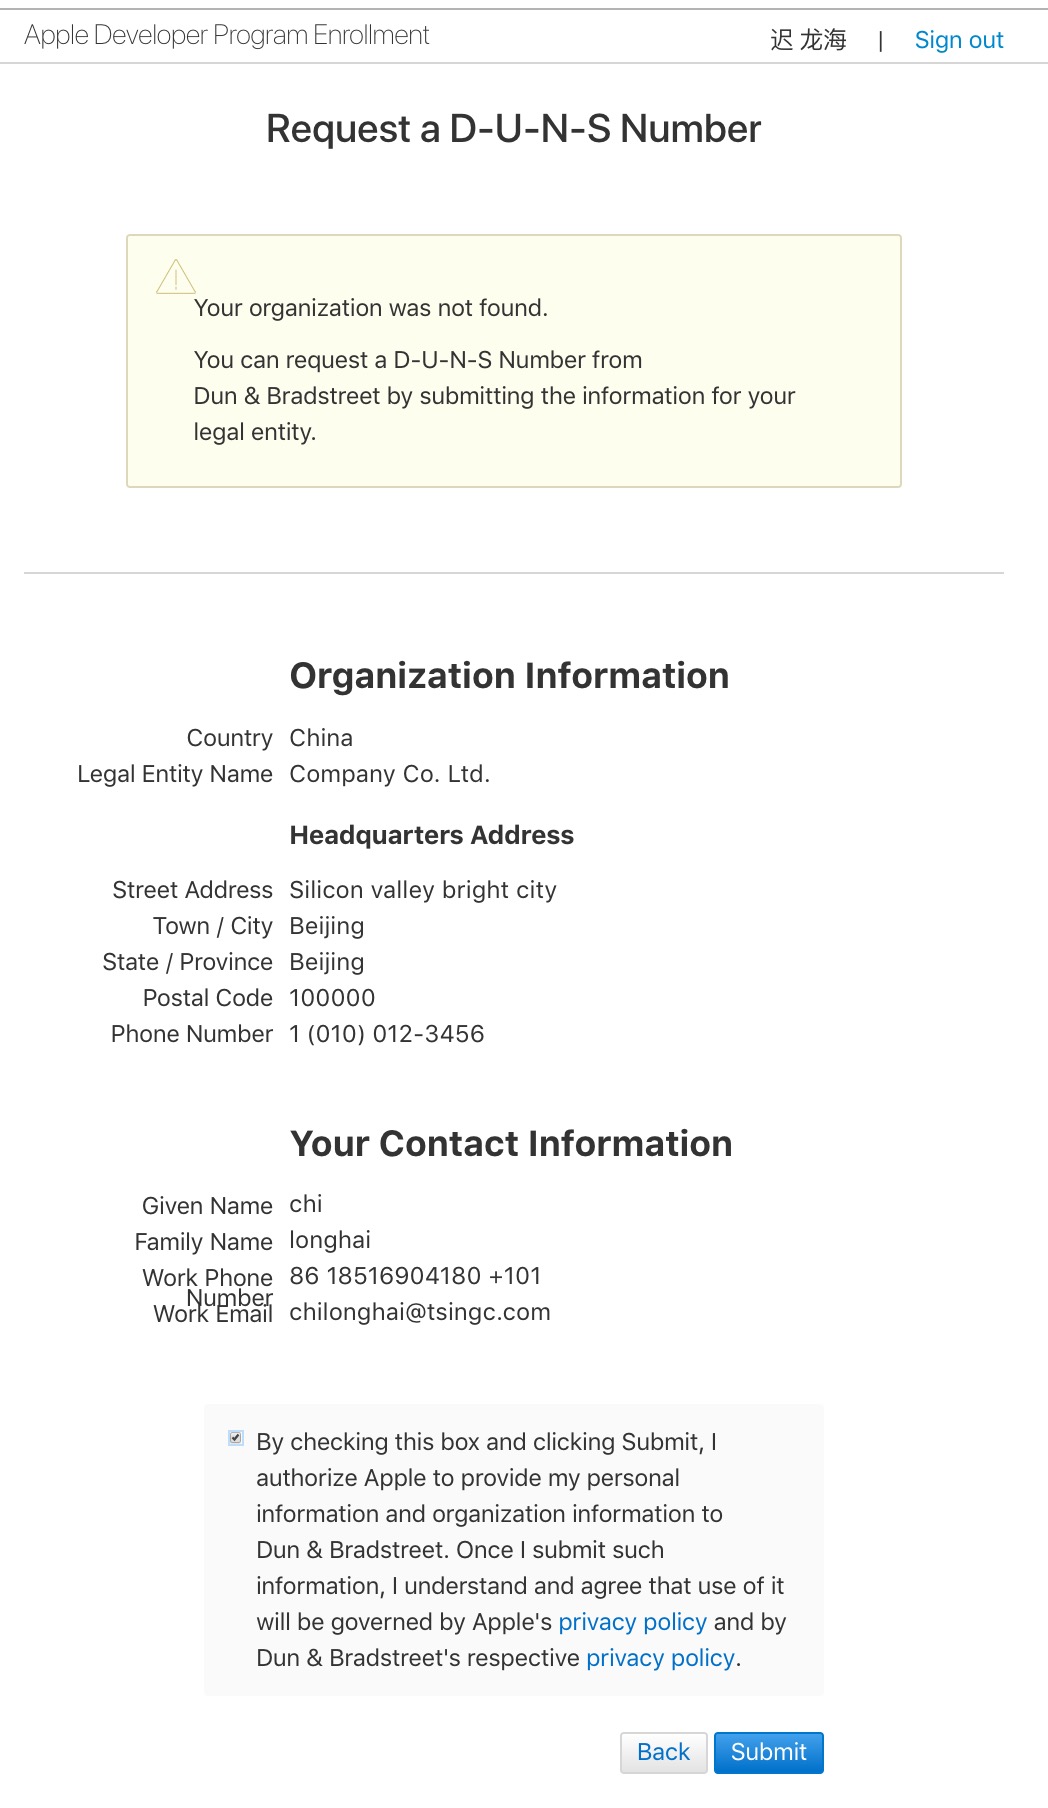 Apple Developer Program Enrollment
迟 龙海 | Sign out
Request a D-U-N-S Number
Your organization was not found.
You can request a D-U-N-S Number from
Dun & Bradstreet by submitting the information for your
legal entity.
Organization Information
Country China
Legal Entity Name Company Co. Ltd.
Headquarters Address
Street Address Silicon valley bright city
Town / City Beijing
State / Province Beijing
Postal Code 100000
Phone Number 1 (010) 012-3456
Your Contact Information
Given Name chi
Family Name longhai
Work Phone 86 18516904180 +101
Number
Work Email chilonghai@tsingc.com
By checking this box and clicking Submit, I
authorize Apple to provide my personal
information and organization information to
Dun & Bradstreet. Once I submit such
information, I understand and agree that use of it
will be governed by Apple's privacy policy and by
Dun & Bradstreet's respective privacy policy.
Back Submit